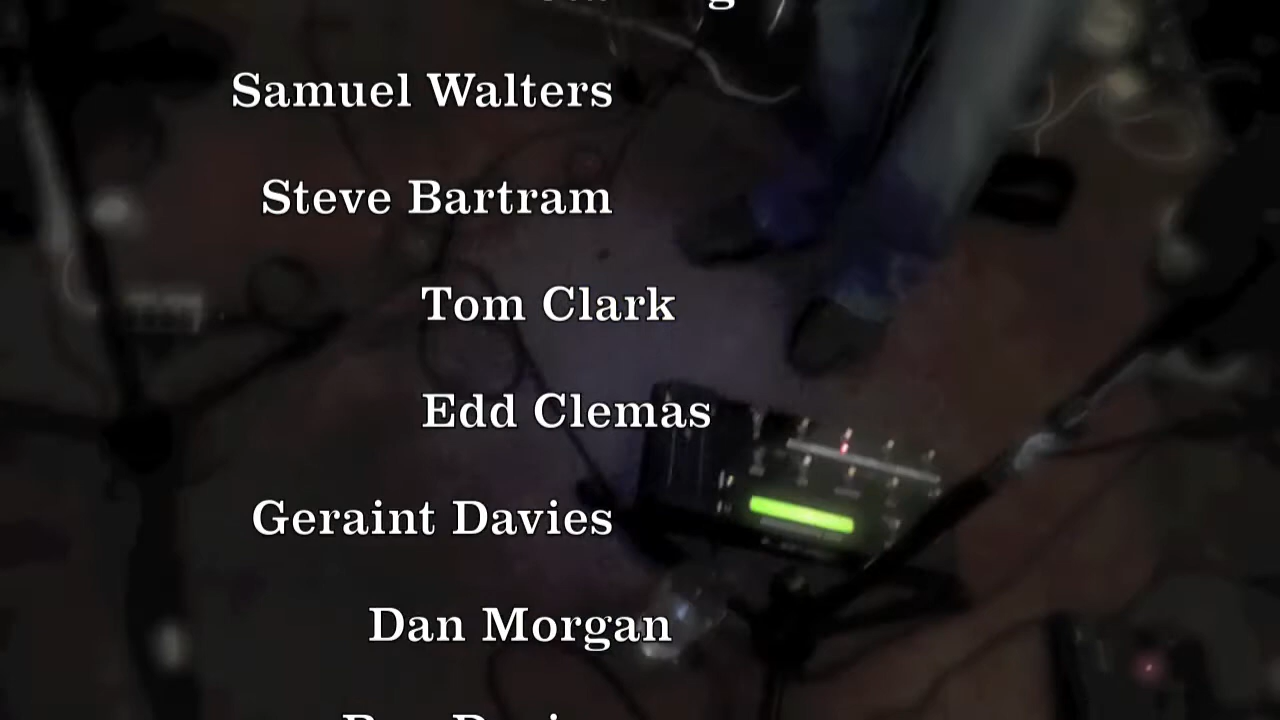 Samuel Walters
Steve Bartram
Tom Clark
Edd Clemas
Geraint Davies
Dan Morgan